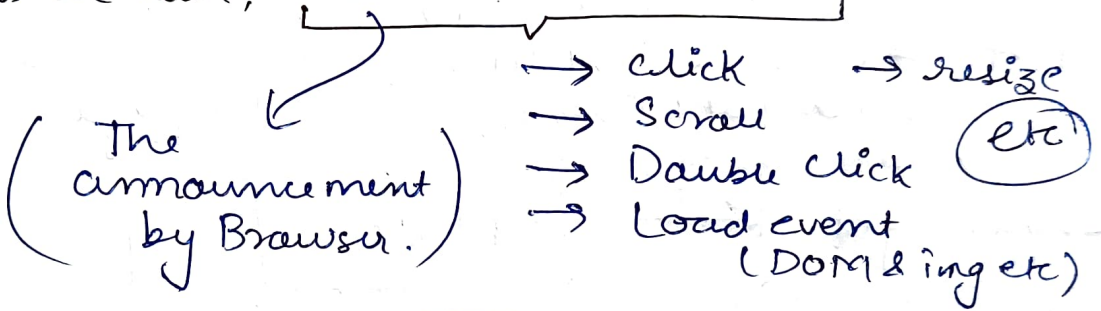 → Click → resize
→ Scroll
etc
→ Double Click
→ Load event
(DOM & img etc)
(The
announcement
by Browser.)